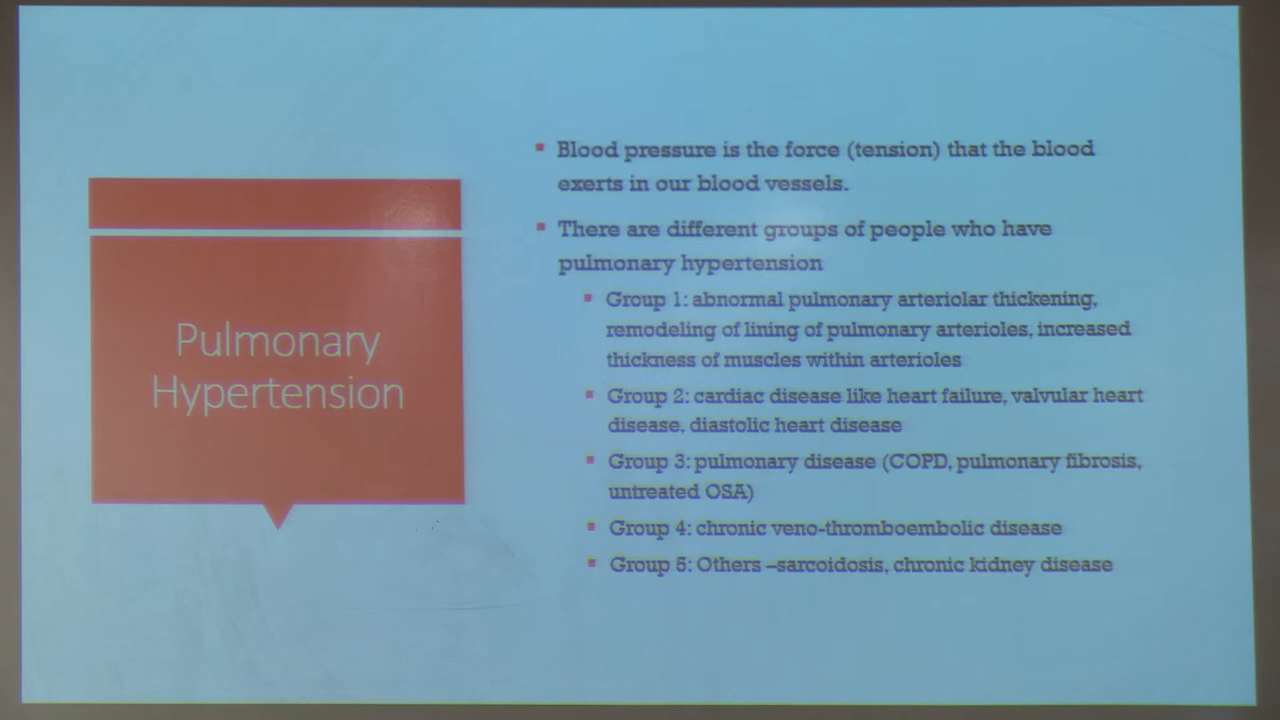 Pulmonary
Hypertension
Blood pressure is the force (tension) that the blood
exerts in our blood vessels.
There are different groups of people who have
pulmonary hypertension
Group 1: abnormal pulmonary arteriolar thickening,
remodeling of lining of pulmonary arterioles, increased
thickness of muscles within arterioles
Group 2: cardiac disease like heart failure, valvular heart
disease, diastolic heart disease
Group 3: pulmonary disease (COPD, pulmonary fibrosis,
untreated OSA)
Group 4: chronic veno-thromboembolic disease
Group 5: Others –sarcoidosis, chronic kidney disease